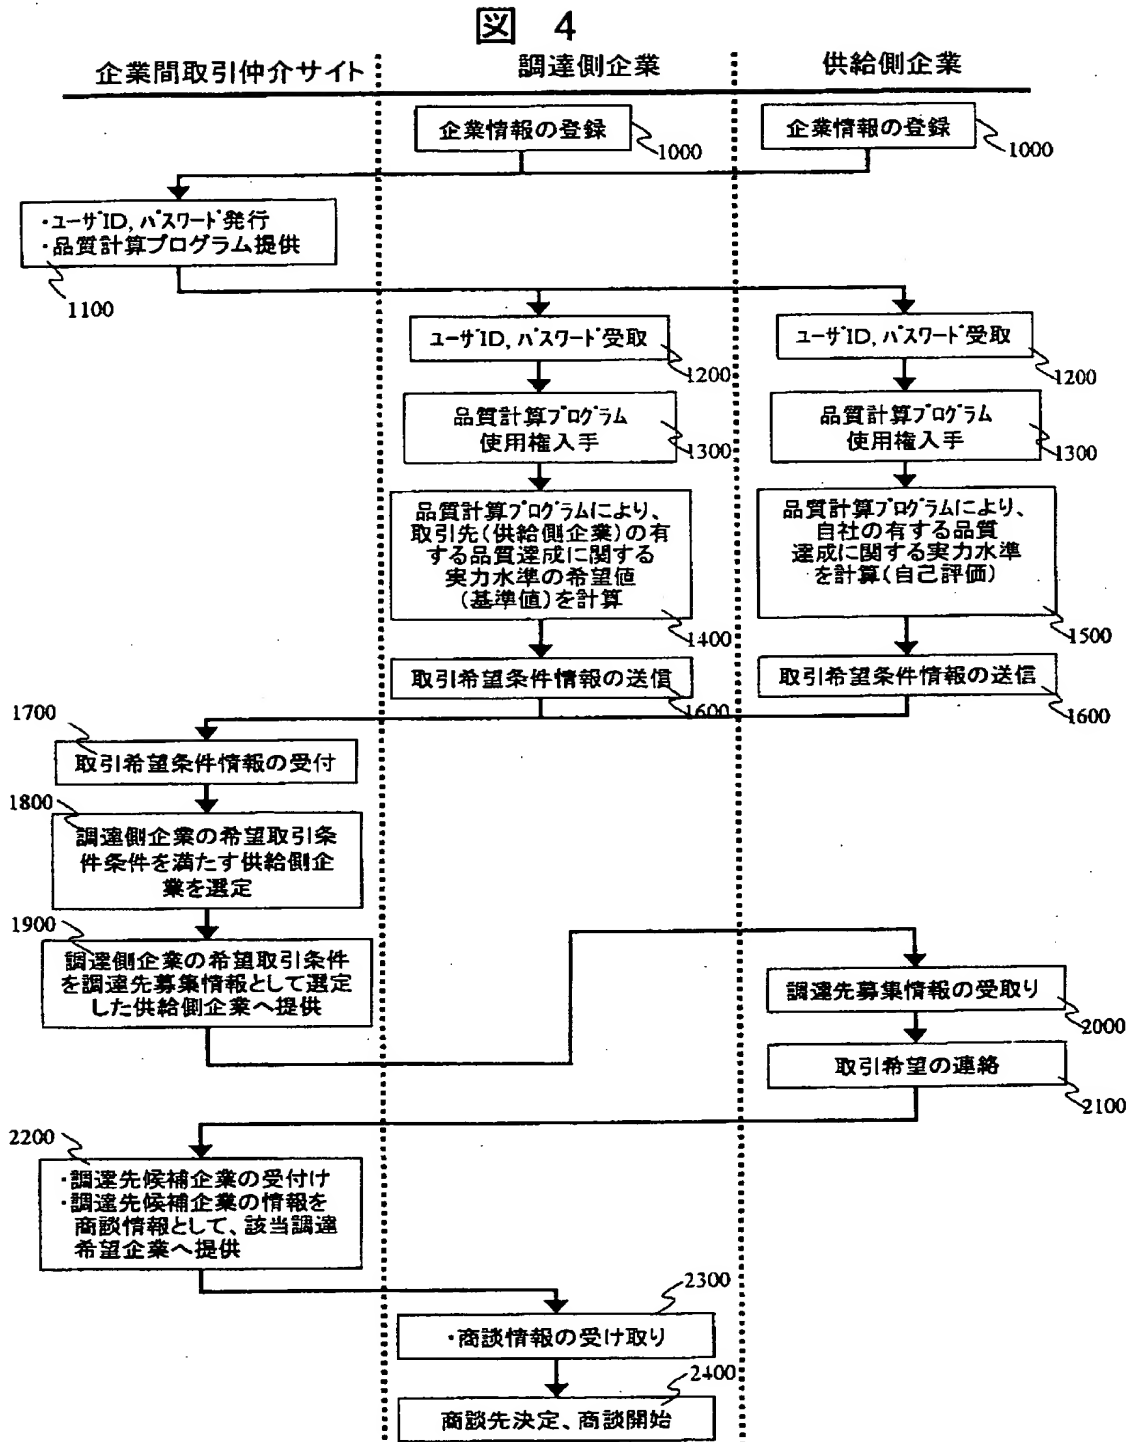 図 4
企業間取引仲介サイト
調達側企業
供給側企業
企業情報の登録
1000
企業情報の登録
1000
・ユーザID,パスワード発行
・品質計算プログラム提供
1100
ユーザID,パスワード受取
1200
ユーザID,パスワード受取
1200
品質計算プログラム
使用権入手
1300
品質計算プログラム
使用権入手
1300
品質計算プログラムにより、
取引先(供給側企業)の有
する品質達成に関する
実力水準の希望値
(基準値)を計算
1400
品質計算プログラムにより、
自社の有する品質
達成に関する実力水準
を計算(自己評価)
1500
取引希望条件情報の送信
1600
取引希望条件情報の送信
1600
1700
取引希望条件情報の受付
1800
調達側企業の希望取引条
件条件を満たす供給側企
業を選定
1900
調達側企業の希望取引条件
を調達先募集情報として選定
した供給側企業へ提供
調達先募集情報の受取り
2000
取引希望の連絡
2100
2200
・調達先候補企業の受付け
・調達先候補企業の情報を
商談情報として、該当調達
希望企業へ提供
2300
・商談情報の受け取り
2400
商談先決定、商談開始